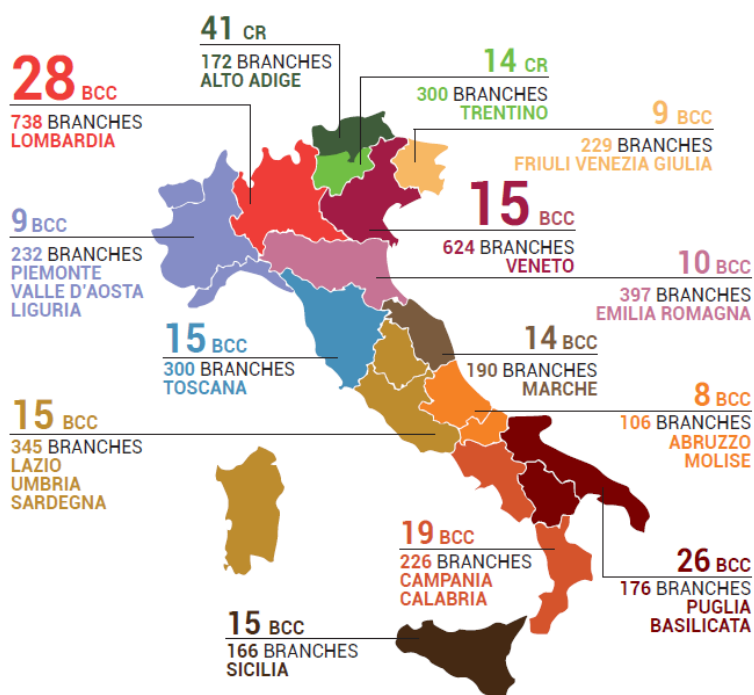 41 CR
172 BRANCHES
ALTO ADIGE
28 BCC
738 BRANCHES
LOMBARDIA
14 CR
300 BRANCHES
TRENTINO
9 BCC
229 BRANCHES
FRIULI VENEZIA GIULIA
9 BCC
232 BRANCHES
PIEMONTE
VALLE D'AOSTA
LIGURIA
15 BCC
624 BRANCHES
VENETO
10 BCC
397 BRANCHES
EMILIA ROMAGNA
15 BCC
300 BRANCHES
TOSCANA
14 BCC
190 BRANCHES
MARCHE
15 BCC
345 BRANCHES
LAZIO
UMBRIA
SARDEGNA
8 BCC
106 BRANCHES
ABRUZZO
MOLISE
19 BCC
226 BRANCHES
CAMPANIA
CALABRIA
26 BCC
176 BRANCHES
PUGLIA
BASILICATA
15 BCC
166 BRANCHES
SICILIA